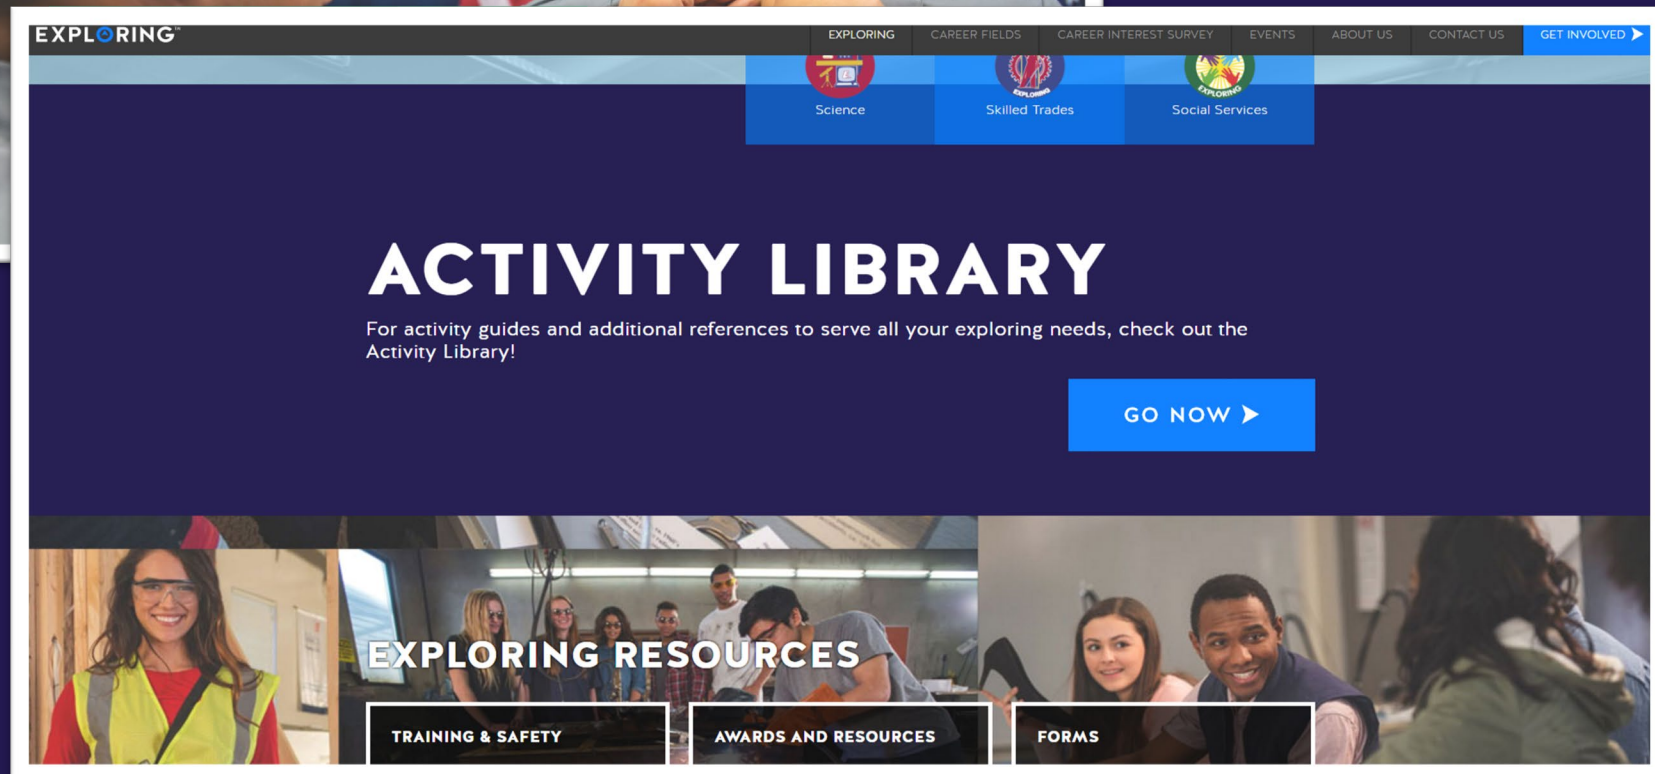 EXPLORING™
EXPLORING
CAREER FIELDS
CAREER INTEREST SURVEY
EVENTS
ABOUT US
CONTACT US
GET INVOLVED
Science
EXPLORING
Skilled Trades
EXPLORING
Social Services
ACTIVITY LIBRARY
For activity guides and additional references to serve all your exploring needs, check out the
Activity Library!
GO NOW
EXPLORING RESOURCES
TRAINING & SAFETY
AWARDS AND RESOURCES
FORMS